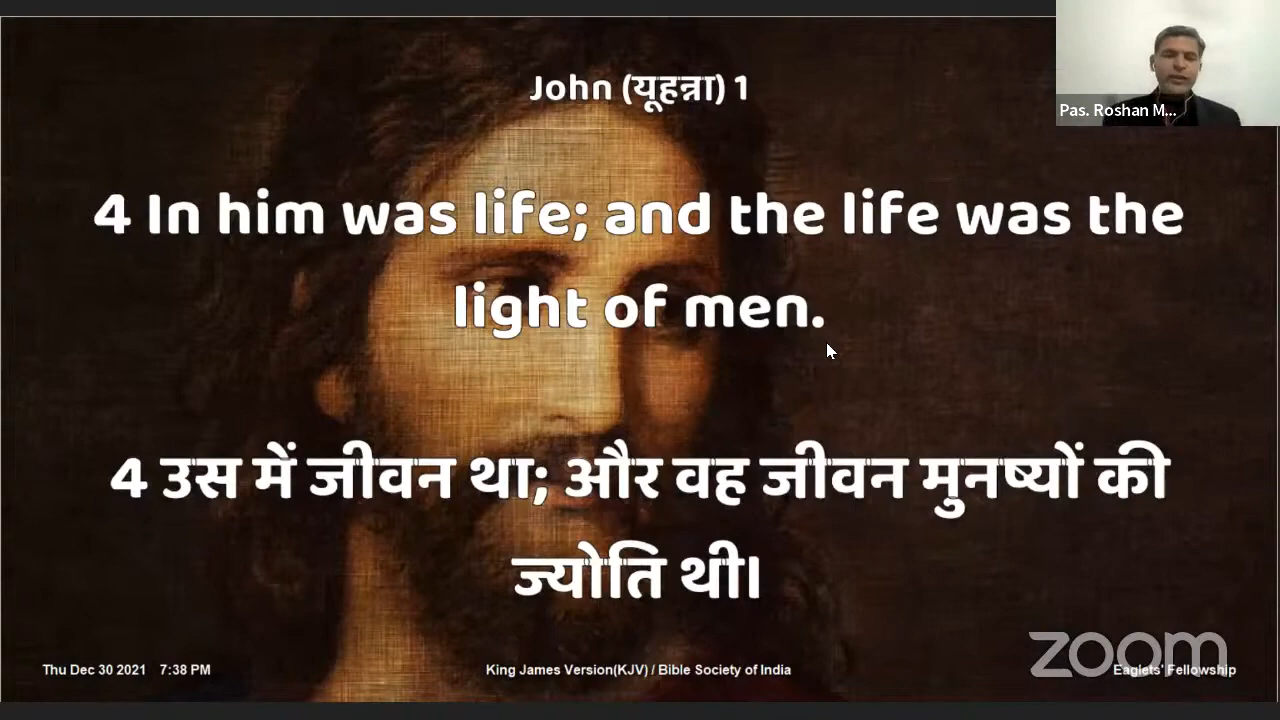 John (यूहन्ना) 1
Pas. Roshan M...
4 In him was life; and the life was the
light of men.
4 उस में जीवन था; और वह जीवन मुनष्यों की
ज्योति थी।
zoom
Thu Dec 30 2021 7:38 PM
King James Version(KJV) / Bible Society of India
Eaglets' Fellowship